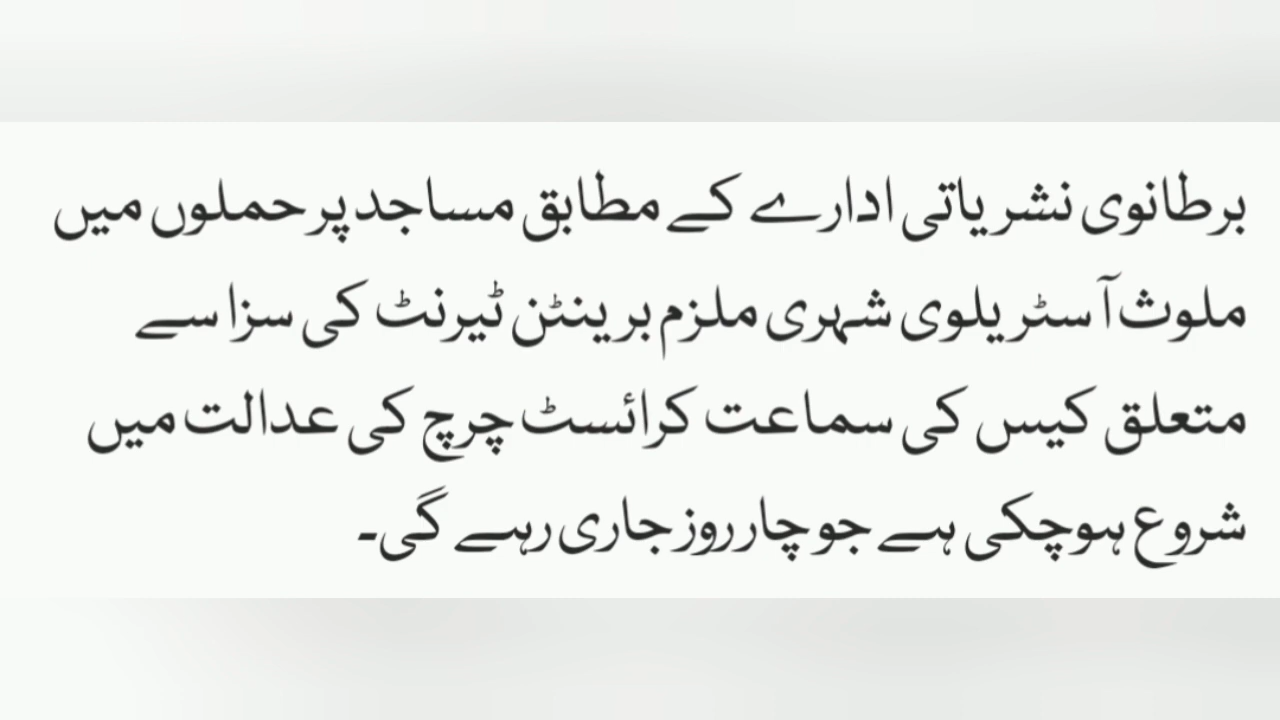 برطانوی نشریاتی ادارے کے مطابق مساجد پر حملوں میں
ملوث آسٹریلوی شہری ملزم برینٹن ٹیرنٹ کی سزا سے
متعلق کیس کی سماعت کرائسٹ چرچ کی عدالت میں
شروع ہوچکی ہے جو چار روز جاری رہے گی۔